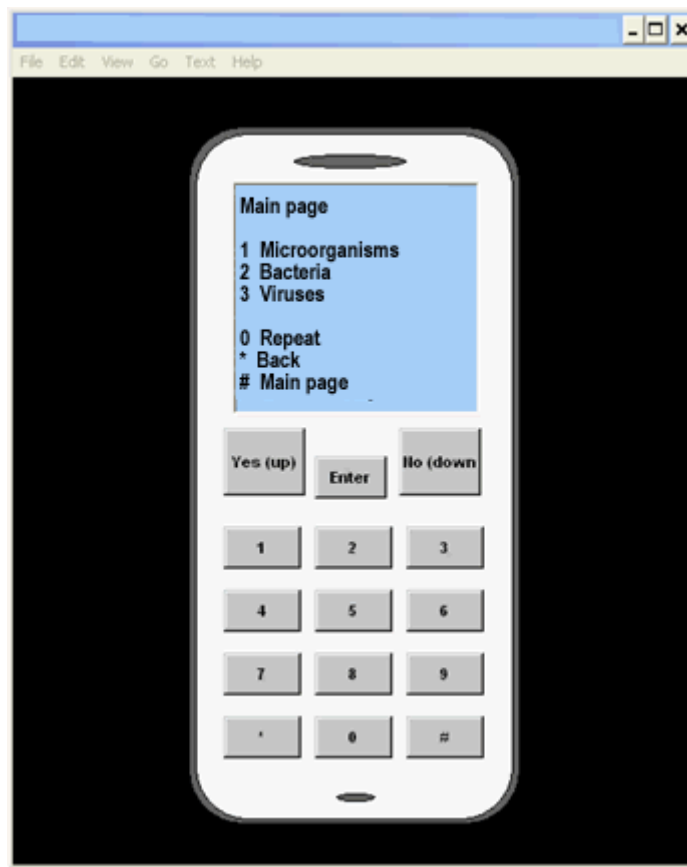 File Edit View Go Text Help
Main page
1 Microorganisms
2 Bacteria
3 Viruses
0 Repeat
* Back
# Main page
Yes (up) Enter No (down
1 2 3
4 5 6
7 8 9
* 0 #